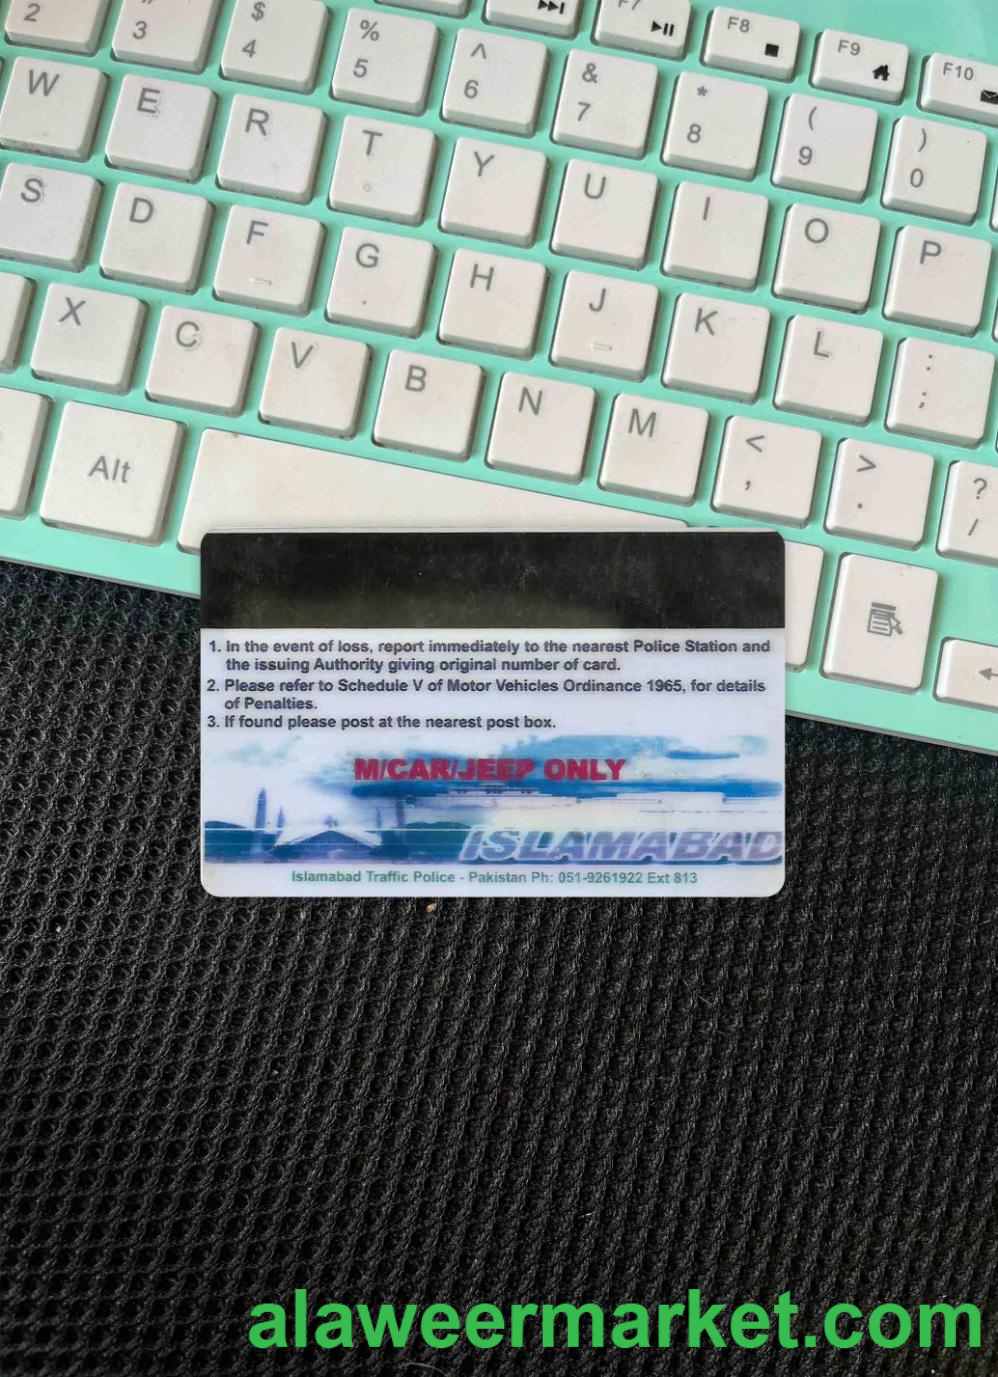 2 # 3 $ 4 % 5 ^ 6 & 7 * 8 ( 9 ) 0
F7 F8 F9 F10
W E R T Y U I O P
S D F G H J K L : ;
X C V B N M < , > . ? /
Alt
1. In the event of loss, report immediately to the nearest Police Station and
the issuing Authority giving original number of card.
2. Please refer to Schedule V of Motor Vehicles Ordinance 1965, for details
of Penalties.
3. If found please post at the nearest post box.
M/CAR/JEEP ONLY
ISLAMABAD
Islamabad Traffic Police - Pakistan Ph: 051-9261922 Ext 813
alaweermarket.com